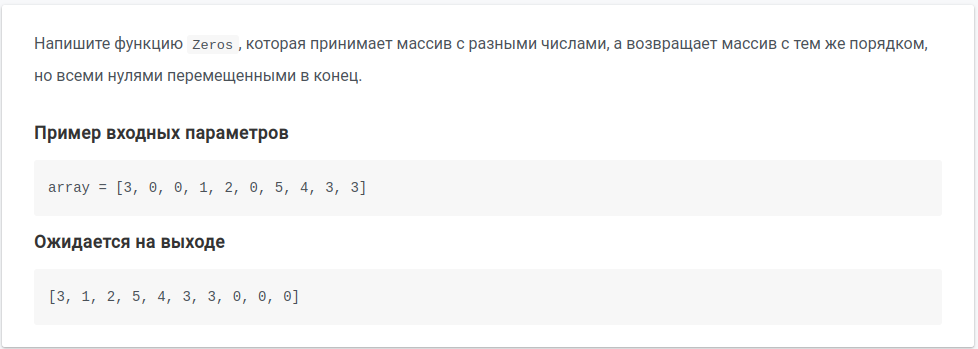 Напишите функцию Zeros, которая принимает массив с разными числами, а возвращает массив с тем же порядком,
но всеми нулями перемещенными в конец.
Пример входных параметров
array = [3, 0, 0, 1, 2, 0, 5, 4, 3, 3]
Ожидается на выходе
[3, 1, 2, 5, 4, 3, 3, 0, 0, 0]